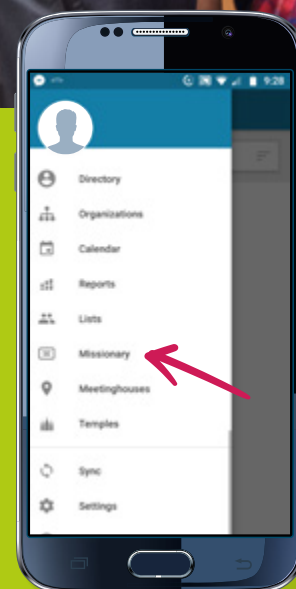 9:28
Directory
Organizations
Calendar
Reports
Lists
Missionary
Meetinghouses
Temples
Sync
Settings